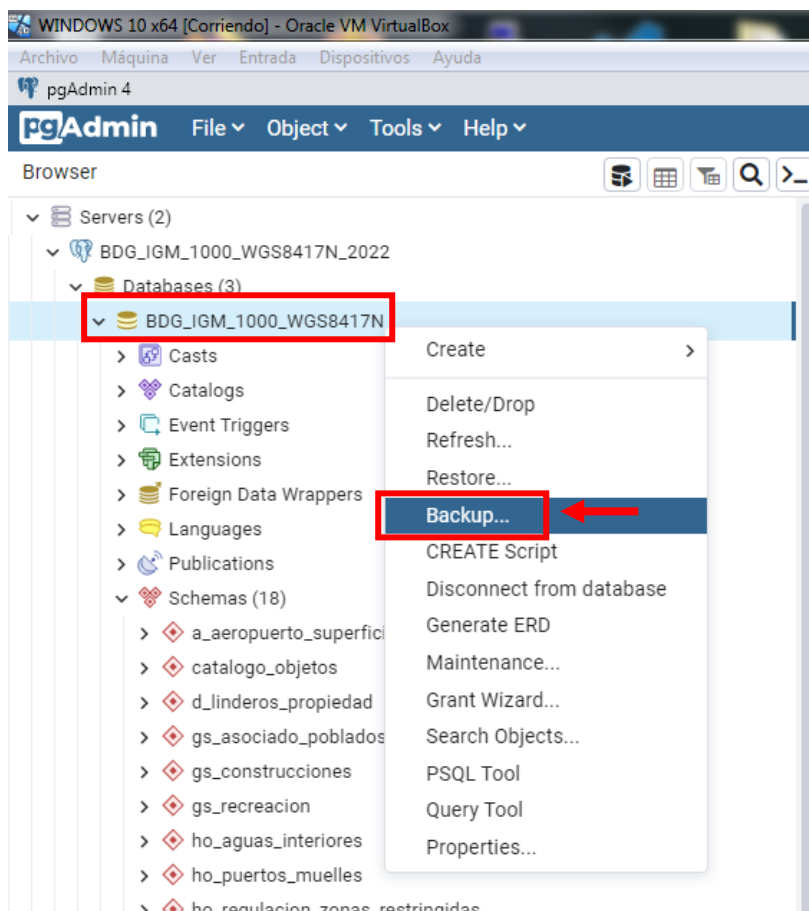 WINDOWS 10 x64 [Corriendo] - Oracle VM VirtualBox
Archivo Máquina Ver Entrada Dispositivos Ayuda
pgAdmin 4
pgAdmin File Object Tools Help
Browser
Servers (2)
BDG_IGM_1000_WGS8417N_2022
Databases (3)
BDG_IGM_1000_WGS8417N
Casts
Catalogs
Event Triggers
Extensions
Foreign Data Wrappers
Languages
Publications
Schemas (18)
a_aeropuerto_superfici
catalogo_objetos
d_linderos_propiedad
gs_asociado_poblados
gs_construcciones
gs_recreacion
ho_aguas_interiores
ho_puertos_muelles
ho_regulacion_zonas_restringidas
Create
Delete/Drop
Refresh...
Restore...
Backup...
CREATE Script
Disconnect from database
Generate ERD
Maintenance...
Grant Wizard...
Search Objects...
PSQL Tool
Query Tool
Properties...